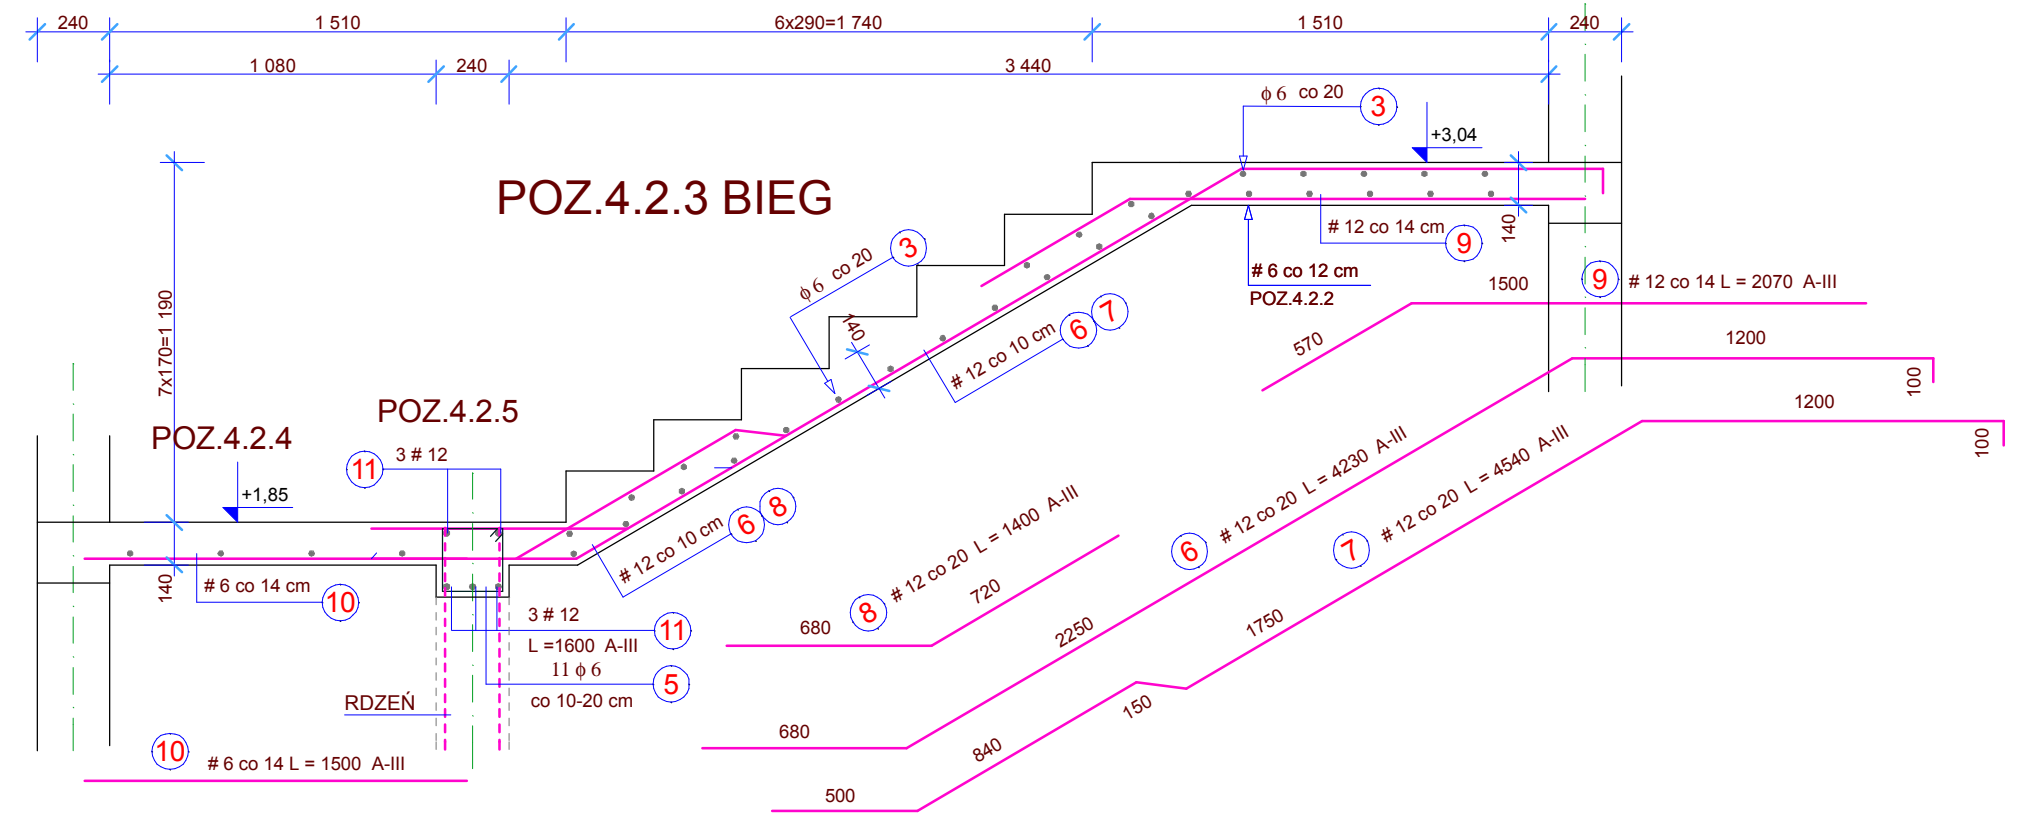 240
1 510
6x290=1 740
1 510
240
1 080
240
3 440
ϕ 6 co 20
3
+3,04
POZ.4.2.3 BIEG
# 12 co 14 cm
9
140
ϕ 6 co 20
3
# 6 co 12 cm
POZ.4.2.2
1500
9
# 12 co 14 L = 2070 A-III
570
7x170=1 190
140
# 12 co 10 cm
6
7
1200
100
1200
100
POZ.4.2.5
POZ.4.2.4
3 # 12
11
+1,85
# 12 co 10 cm
6
8
140
# 6 co 14 cm
10
3 # 12
11
L =1600 A-III
11 ϕ 6
5
co 10-20 cm
RDZEŃ
10
# 6 co 14 L = 1500 A-III
8
# 12 co 20 L = 1400 A-III
680
720
6
# 12 co 20 L = 4230 A-III
680
2250
7
# 12 co 20 L = 4540 A-III
500
840
150
1750